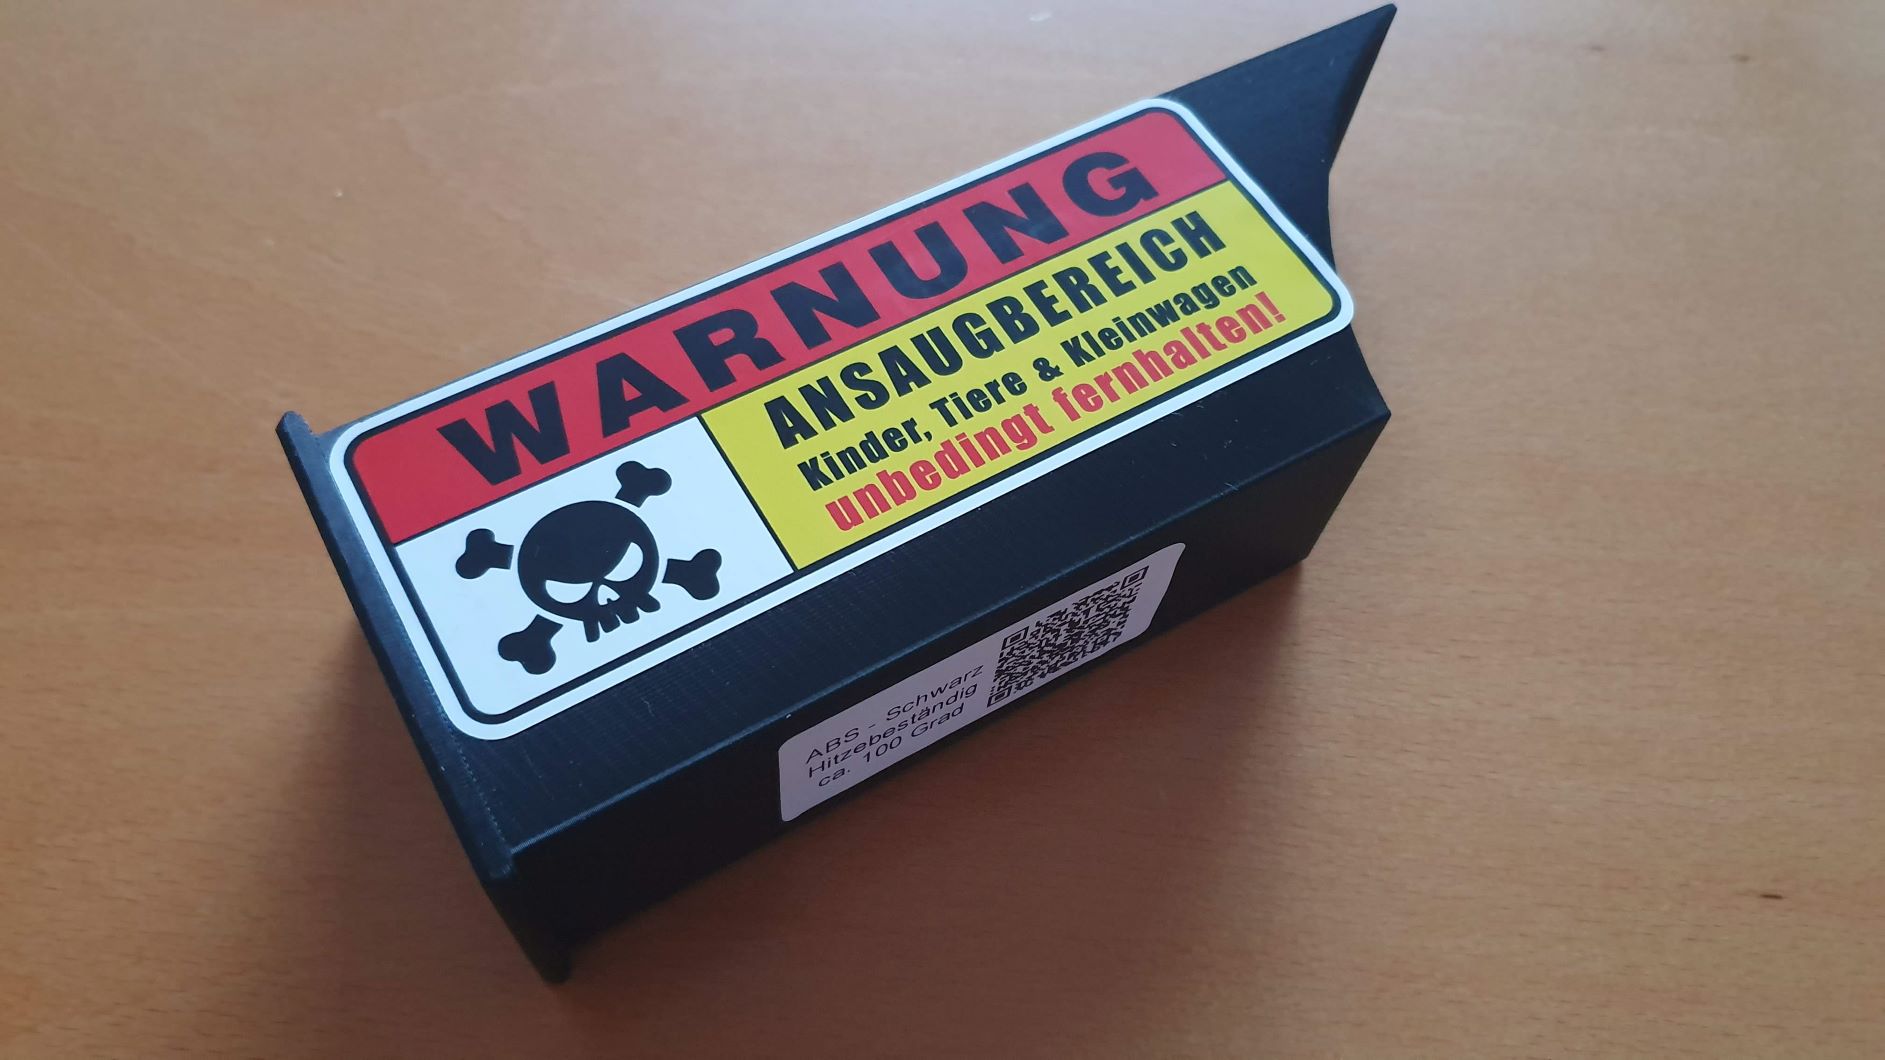 WARNUNG
ANSAUGBEREICH
Kinder, Tiere & Kleinwagen
unbedingt fernhalten!
ABS - Schwarz
Hitzebeständig
ca. 100 Grad